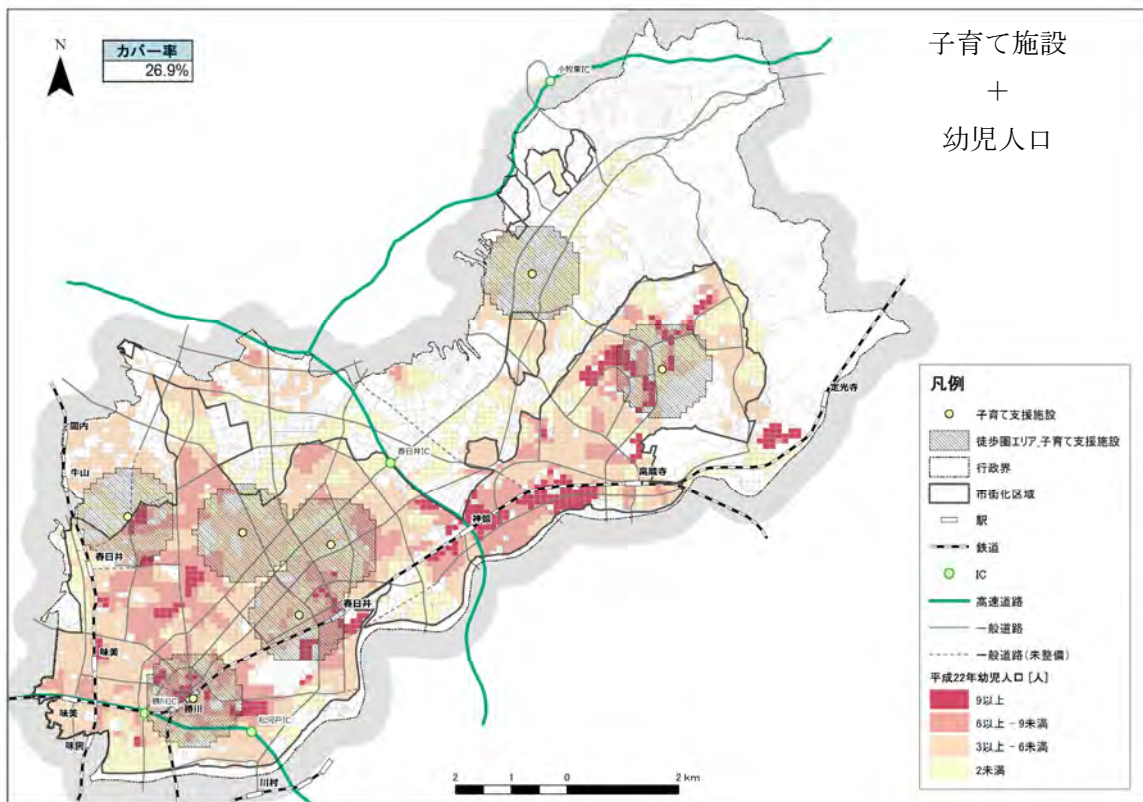 子育て施設
+
幼児人口
N
カバー率
26.9%
小牧東IC
定光寺
間内
牛山
春日井IC
高蔵寺
神領
春日井
春日井
味美
勝川IC
勝川
松河戸IC
味美
味鋺
川村
凡例
子育て支援施設
徒歩圏エリア_子育て支援施設
行政界
市街化区域
駅
鉄道
IC
高速道路
一般道路
一般道路(未整備)
平成22年幼児人口 [人]
9以上
6以上 - 9未満
3以上 - 6未満
2未満
2 1 0 2 km